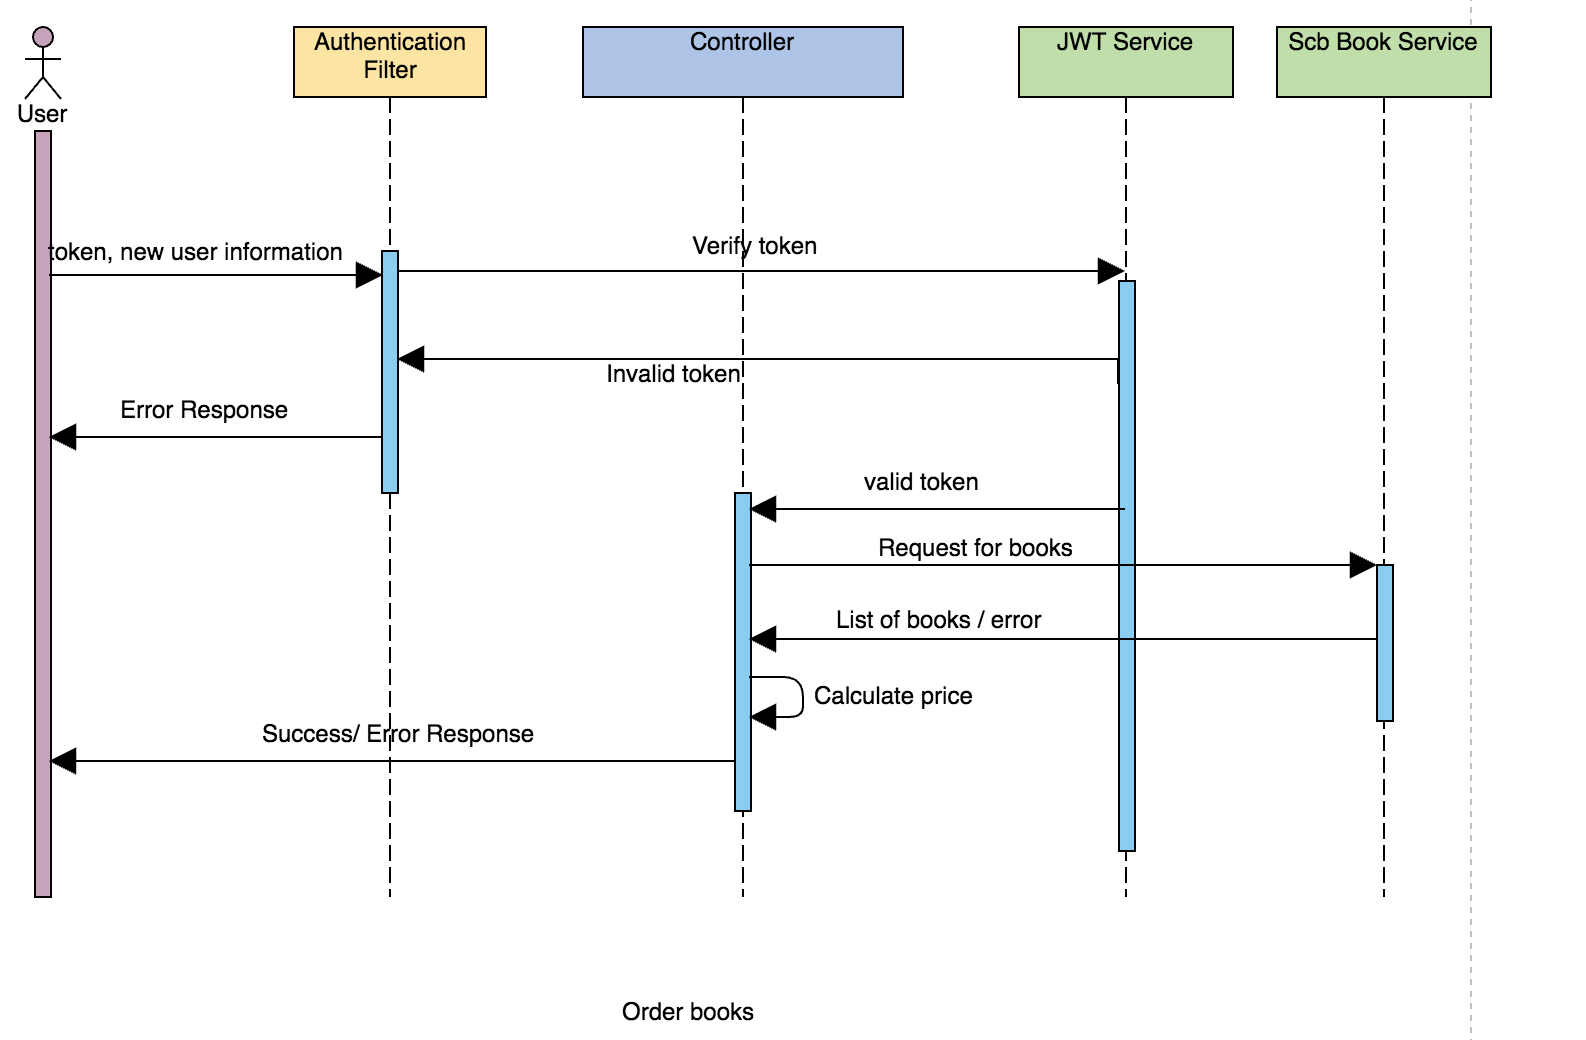 Authentication
Filter
Controller
JWT Service
Scb Book Service
User
token, new user information
Verify token
Invalid token
Error Response
valid token
Request for books
List of books / error
Calculate price
Success/ Error Response
Order books